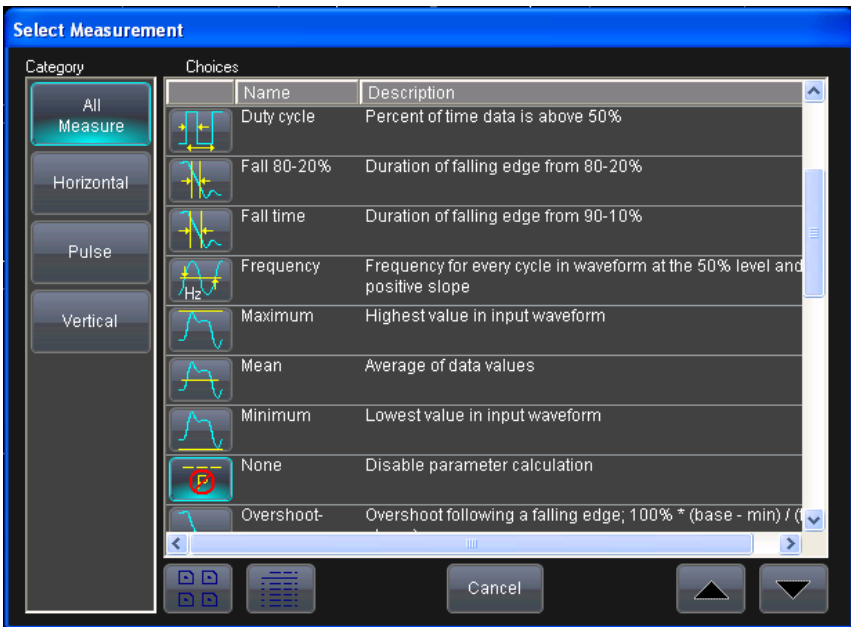 Select Measurement
Category
Choices
All
Measure
Horizontal
Pulse
Vertical
Name Description
Duty cycle Percent of time data is above 50%
Fall 80-20% Duration of falling edge from 80-20%
Fall time Duration of falling edge from 90-10%
Frequency Frequency for every cycle in waveform at the 50% level and
positive slope
Hz
Maximum Highest value in input waveform
Mean Average of data values
Minimum Lowest value in input waveform
None Disable parameter calculation
P
Overshoot- Overshoot following a falling edge; 100% * (base - min) / (
Cancel